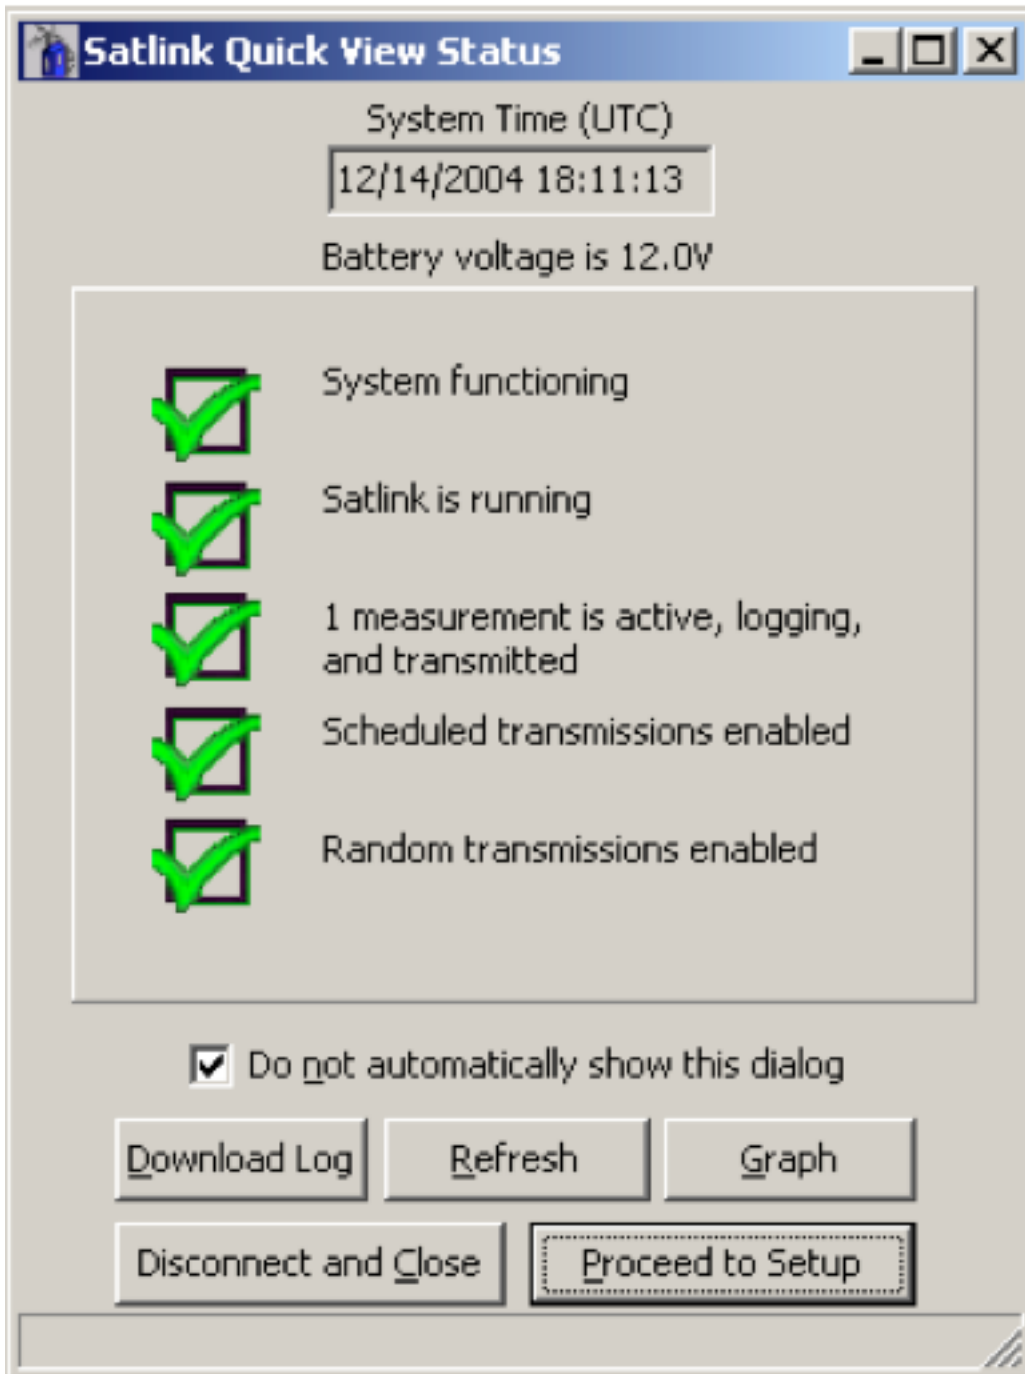 Satlink Quick View Status
System Time (UTC)
12/14/2004 18:11:13
Battery voltage is 12.0V
System functioning
Satlink is running
1 measurement is active, logging,
and transmitted
Scheduled transmissions enabled
Random transmissions enabled
Do not automatically show this dialog
Download Log
Refresh
Graph
Disconnect and Close
Proceed to Setup